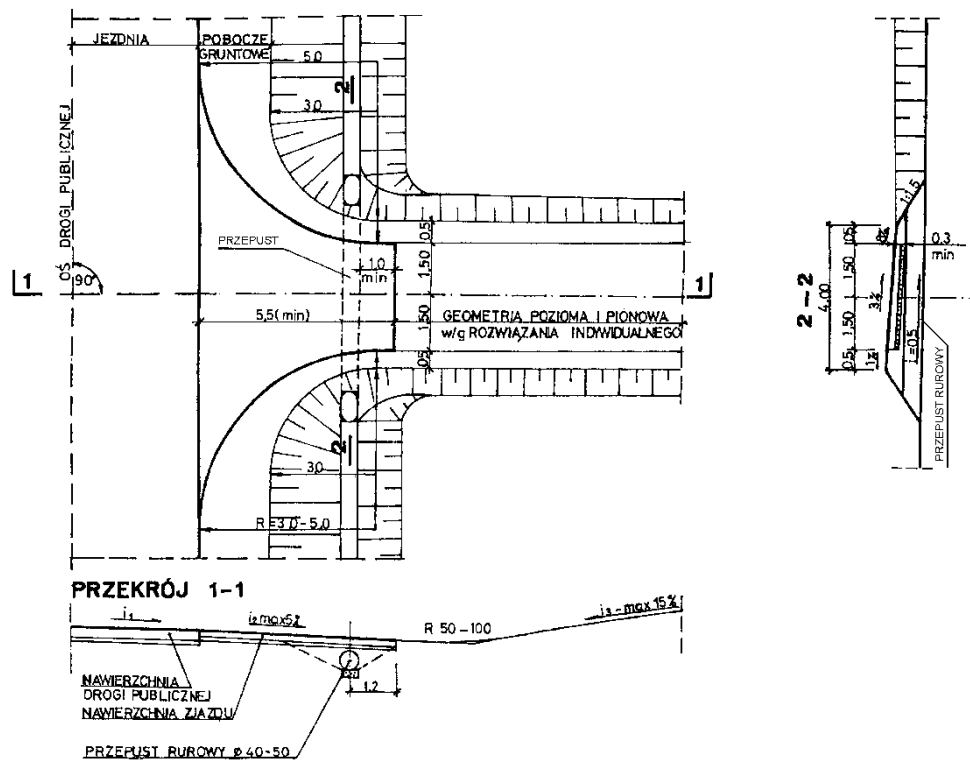 JEZDNIA
POBOCZE
GRUNTOWE
5.0
2
3.0
OŚ DROGI PUBLICZNEJ
PRZEPUST
0.5
1.50
1.0
min
1
90°
1
5,5(min)
1.50
GEOMETRIA POZIOMA I PIONOWA
w/g ROZWIĄZANIA INDWIDUALNEGO
0.5
2
3.0
R=3.0-5.0
1:1.5
0.3
min
2-2
4.00
0.5
1.50
1.50
0.5
3%
i=0.5
PRZEPUST RUROWY
PRZEKRÓJ 1-1
i1
i2 max5%
R 50-100
i3 - max 15%
NAWIERZCHNIA
DROGI PUBLICZNEJ
NAWIERZCHNIA ZJAZDU
1.2
PRZEPUST RUROWY ø 40-50